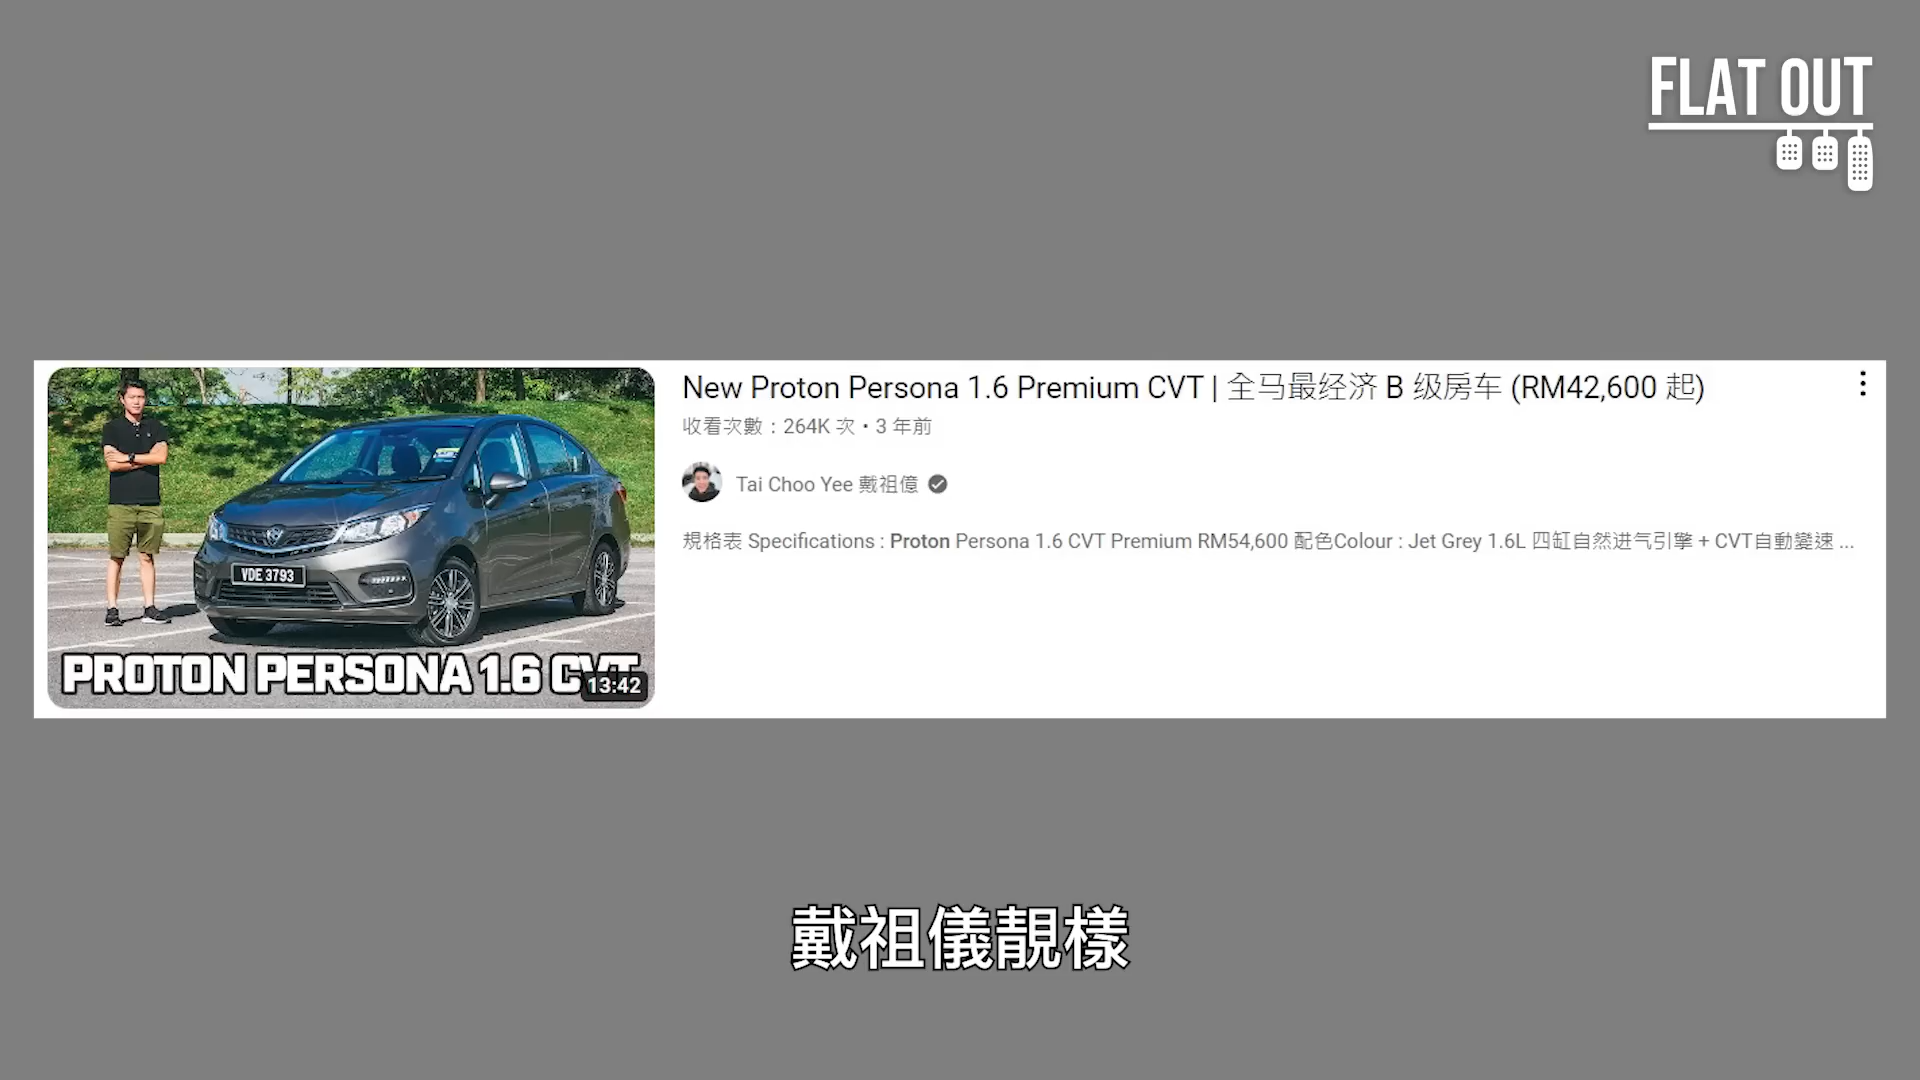 FLAT OUT
New Proton Persona 1.6 Premium CVT | 全马最经济 B 级房车 (RM42,600 起)
收看次數：264K 次・3 年前
Tai Choo Yee 戴祖億
規格表 Specifications : Proton Persona 1.6 CVT Premium RM54,600 配色Colour : Jet Grey 1.6L 四缸自然进气引擎 + CVT自動變速 ...
VDE 3793
PROTON PERSONA 1.6 CVT
13:42
戴祖儀靚樣